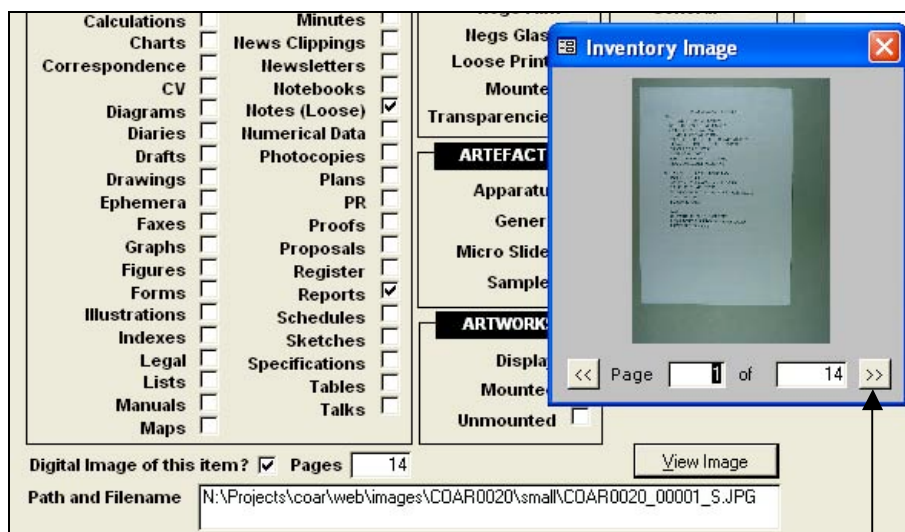 Calculations
Charts
Correspondence
CV
Diagrams
Diaries
Drafts
Drawings
Ephemera
Faxes
Graphs
Figures
Forms
Illustrations
Indexes
Legal
Lists
Manuals
Maps
Minutes
News Clippings
Newsletters
Notebooks
Notes (Loose)
Numerical Data
Photocopies
Plans
PR
Proofs
Proposals
Register
Reports
Schedules
Sketches
Specifications
Tables
Talks
Negs Glas
Loose Print
Mounte
Transparencie
ARTEFACT
Apparatu
Gener
Micro Slide
Sample
ARTWORK
Displa
Mounte
Unmounted
Inventory Image
<< Page 1 of 14 >>
Digital Image of this item? Pages 14
View Image
Path and Filename N:\Projects\coar\web\images\COAR0020\small\COAR0020_00001_S.JPG